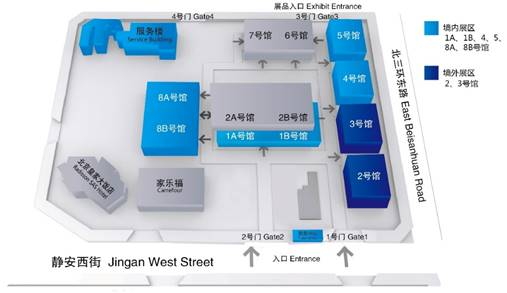 展品入口 Exhibit Entrance
4号门 Gate4
3号门 Gate3
服务楼
Service Building
7号馆
6号馆
5号馆
4号馆
3号馆
2号馆
8A号馆
8B号馆
2A号馆
2B号馆
1A号馆
1B号馆
北京皇家大饭店
Radisson SAS Hotel
家乐福
Carrefour
2号门 Gate2
1号门 Gate1
入口 Entrance
静安西街 Jingan West Street
北三环东路 East Beisanhuan Road
境内展区
1A、1B、4、5、
8A、8B号馆
境外展区
2、3号馆